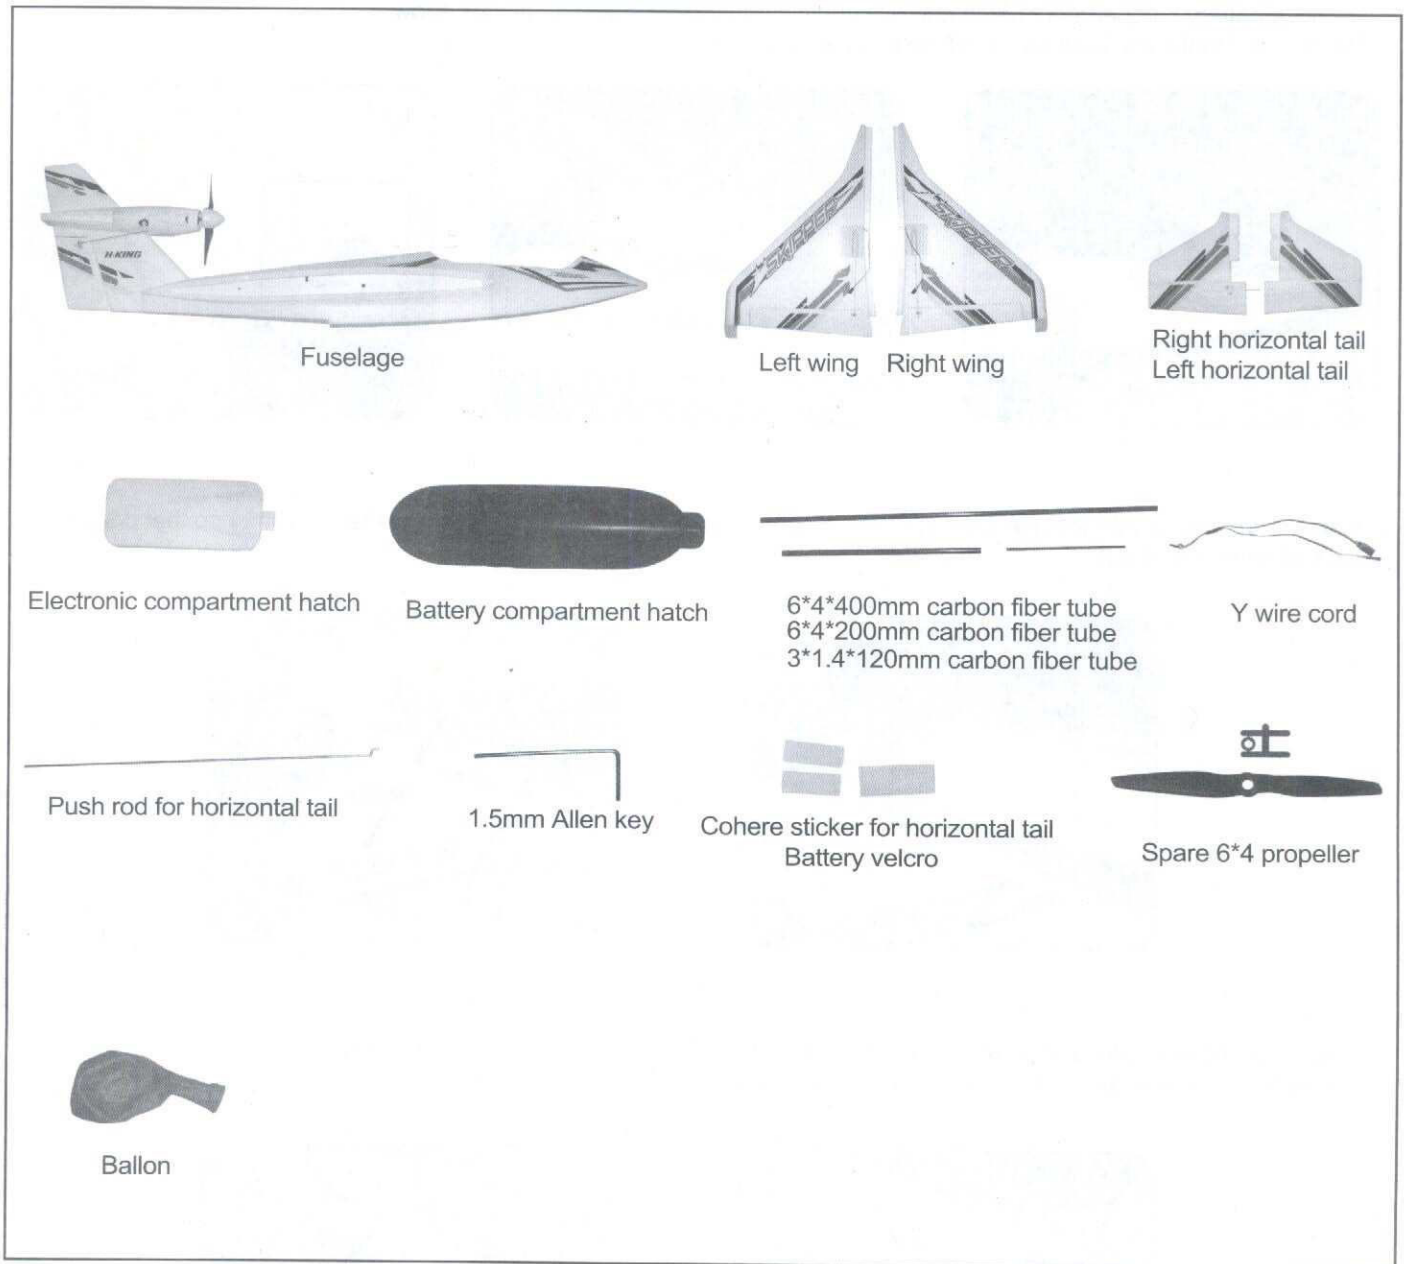 H-KING
SKIPPER
SKIPPER
Fuselage
Left wing
Right wing
Right horizontal tail
Left horizontal tail
Electronic compartment hatch
Battery compartment hatch
6*4*400mm carbon fiber tube
6*4*200mm carbon fiber tube
3*1.4*120mm carbon fiber tube
Y wire cord
Push rod for horizontal tail
1.5mm Allen key
Cohere sticker for horizontal tail
Battery velcro
Spare 6*4 propeller
Ballon